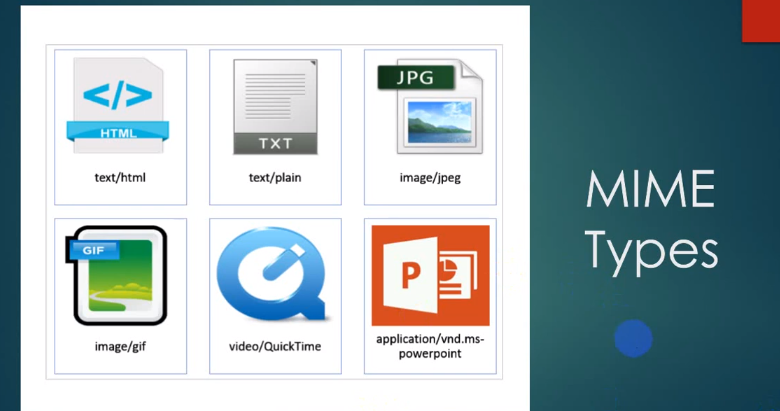 </>
HTML
text/html
TXT
text/plain
JPG
image/jpeg
MIME
Types
GIF
image/gif
video/QuickTime
P
application/vnd.ms-
powerpoint